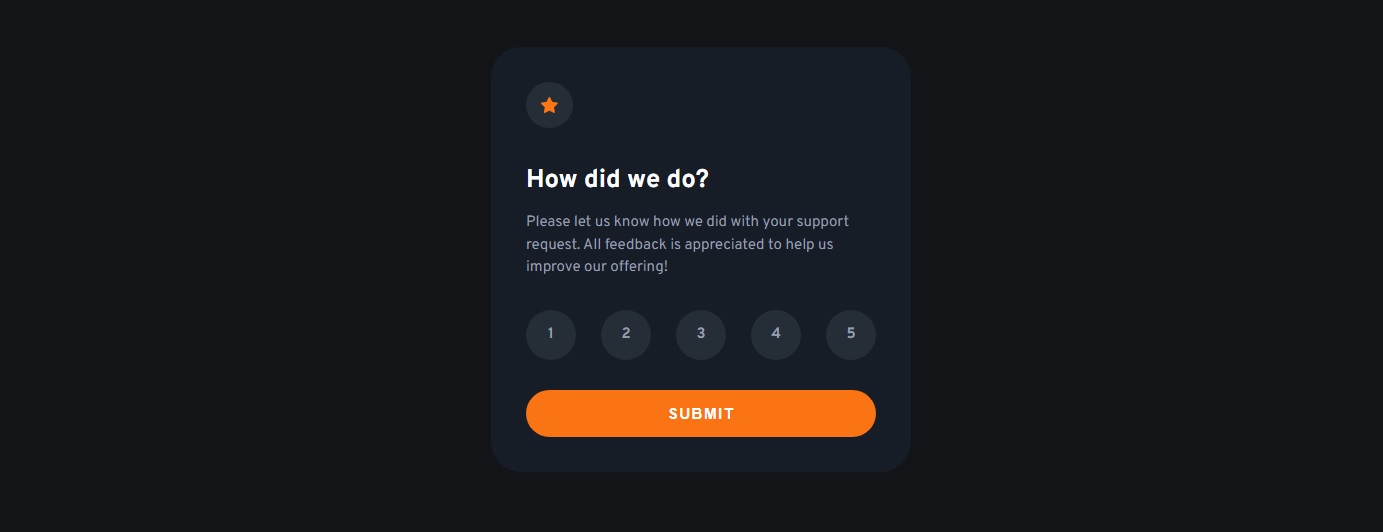 How did we do?
Please let us know how we did with your support
request. All feedback is appreciated to help us
improve our offering!
1 2 3 4 5
SUBMIT